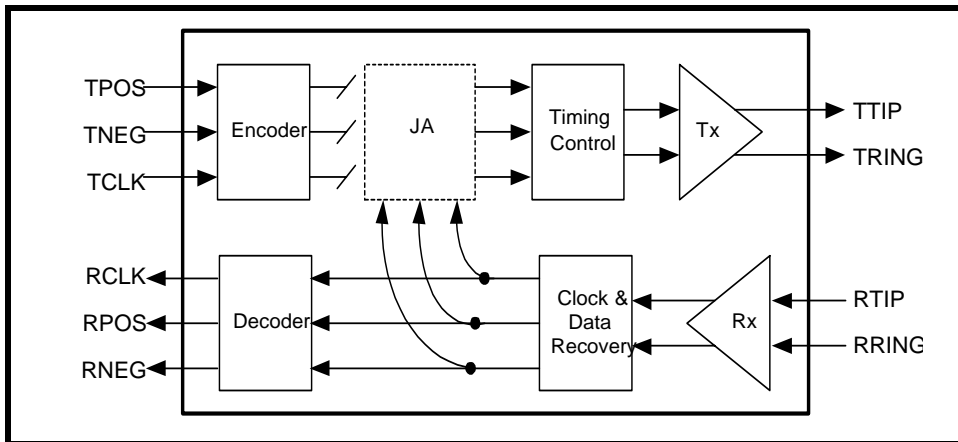 TPOS
TNEG
TCLK
Encoder
JA
Timing
Control
Tx
TTIP
TRING
RCLK
RPOS
RNEG
Decoder
Clock &
Data
Recovery
Rx
RTIP
RRING